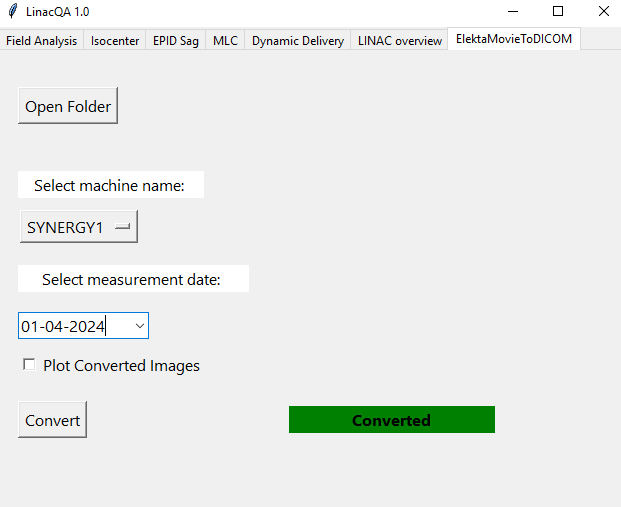 LinacQA 1.0
Field Analysis Isocenter EPID Sag MLC Dynamic Delivery LINAC overview ElektaMovieToDICOM
Open Folder
Select machine name:
SYNERGY1
Select measurement date:
01-04-2024
Plot Converted Images
Convert Converted